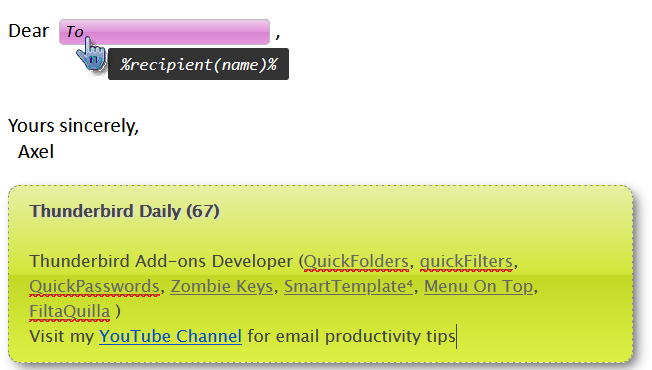 Dear To ,
%recipient(name)%
Yours sincerely,
Axel
Thunderbird Daily (67)
Thunderbird Add-ons Developer (QuickFolders, quickFilters,
QuickPasswords, Zombie Keys, SmartTemplate⁴, Menu On Top,
FiltaQuilla )
Visit my YouTube Channel for email productivity tips